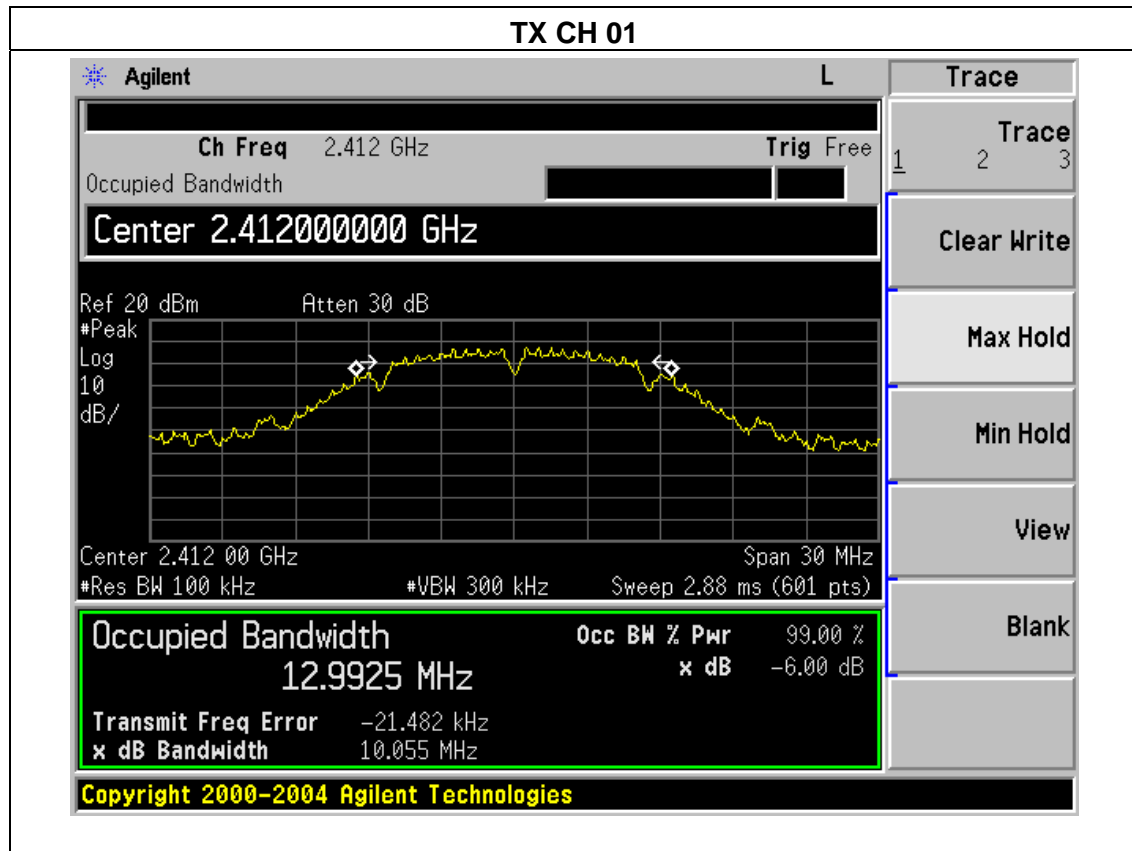 TX CH 01
Agilent L Trace
Ch Freq 2.412 GHz Trig Free
Occupied Bandwidth
Center 2.412000000 GHz
Ref 20 dBm Atten 30 dB
#Peak
Log
10
dB/
Center 2.412 00 GHz Span 30 MHz
#Res BW 100 kHz #VBW 300 kHz Sweep 2.88 ms (601 pts)
Occupied Bandwidth Occ BW % Pwr 99.00 %
12.9925 MHz x dB -6.00 dB
Transmit Freq Error -21.482 kHz
x dB Bandwidth 10.055 MHz
Copyright 2000-2004 Agilent Technologies
Trace
1 2 3
Clear Write
Max Hold
Min Hold
View
Blank